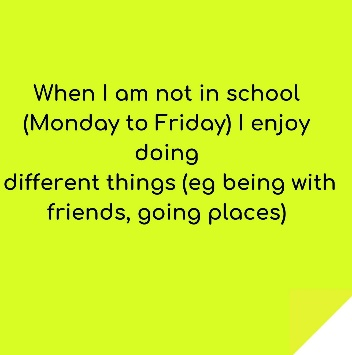 When I am not in school
(Monday to Friday) I enjoy
doing
different things (eg being with
friends, going places)